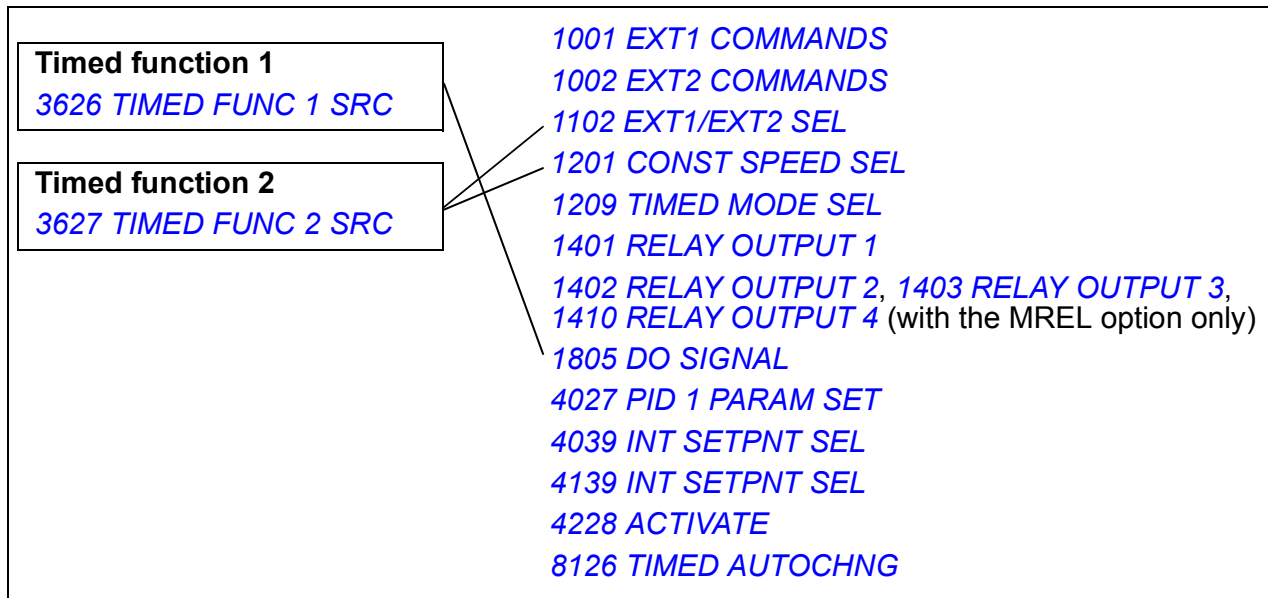 Timed function 1
3626 TIMED FUNC 1 SRC
Timed function 2
3627 TIMED FUNC 2 SRC
1001 EXT1 COMMANDS
1002 EXT2 COMMANDS
1102 EXT1/EXT2 SEL
1201 CONST SPEED SEL
1209 TIMED MODE SEL
1401 RELAY OUTPUT 1
1402 RELAY OUTPUT 2, 1403 RELAY OUTPUT 3,
1410 RELAY OUTPUT 4 (with the MREL option only)
1805 DO SIGNAL
4027 PID 1 PARAM SET
4039 INT SETPNT SEL
4139 INT SETPNT SEL
4228 ACTIVATE
8126 TIMED AUTOCHNG